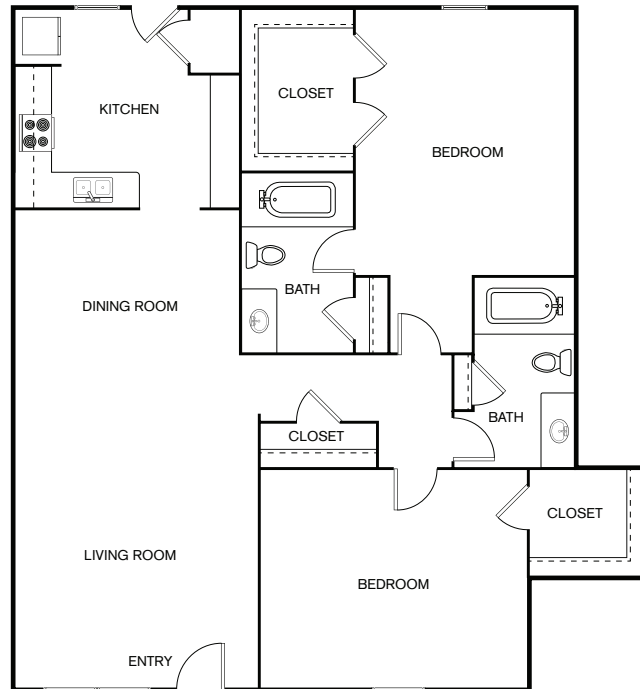 CLOSET
KITCHEN
BEDROOM
BATH
DINING ROOM
BATH
CLOSET
CLOSET
LIVING ROOM
BEDROOM
ENTRY